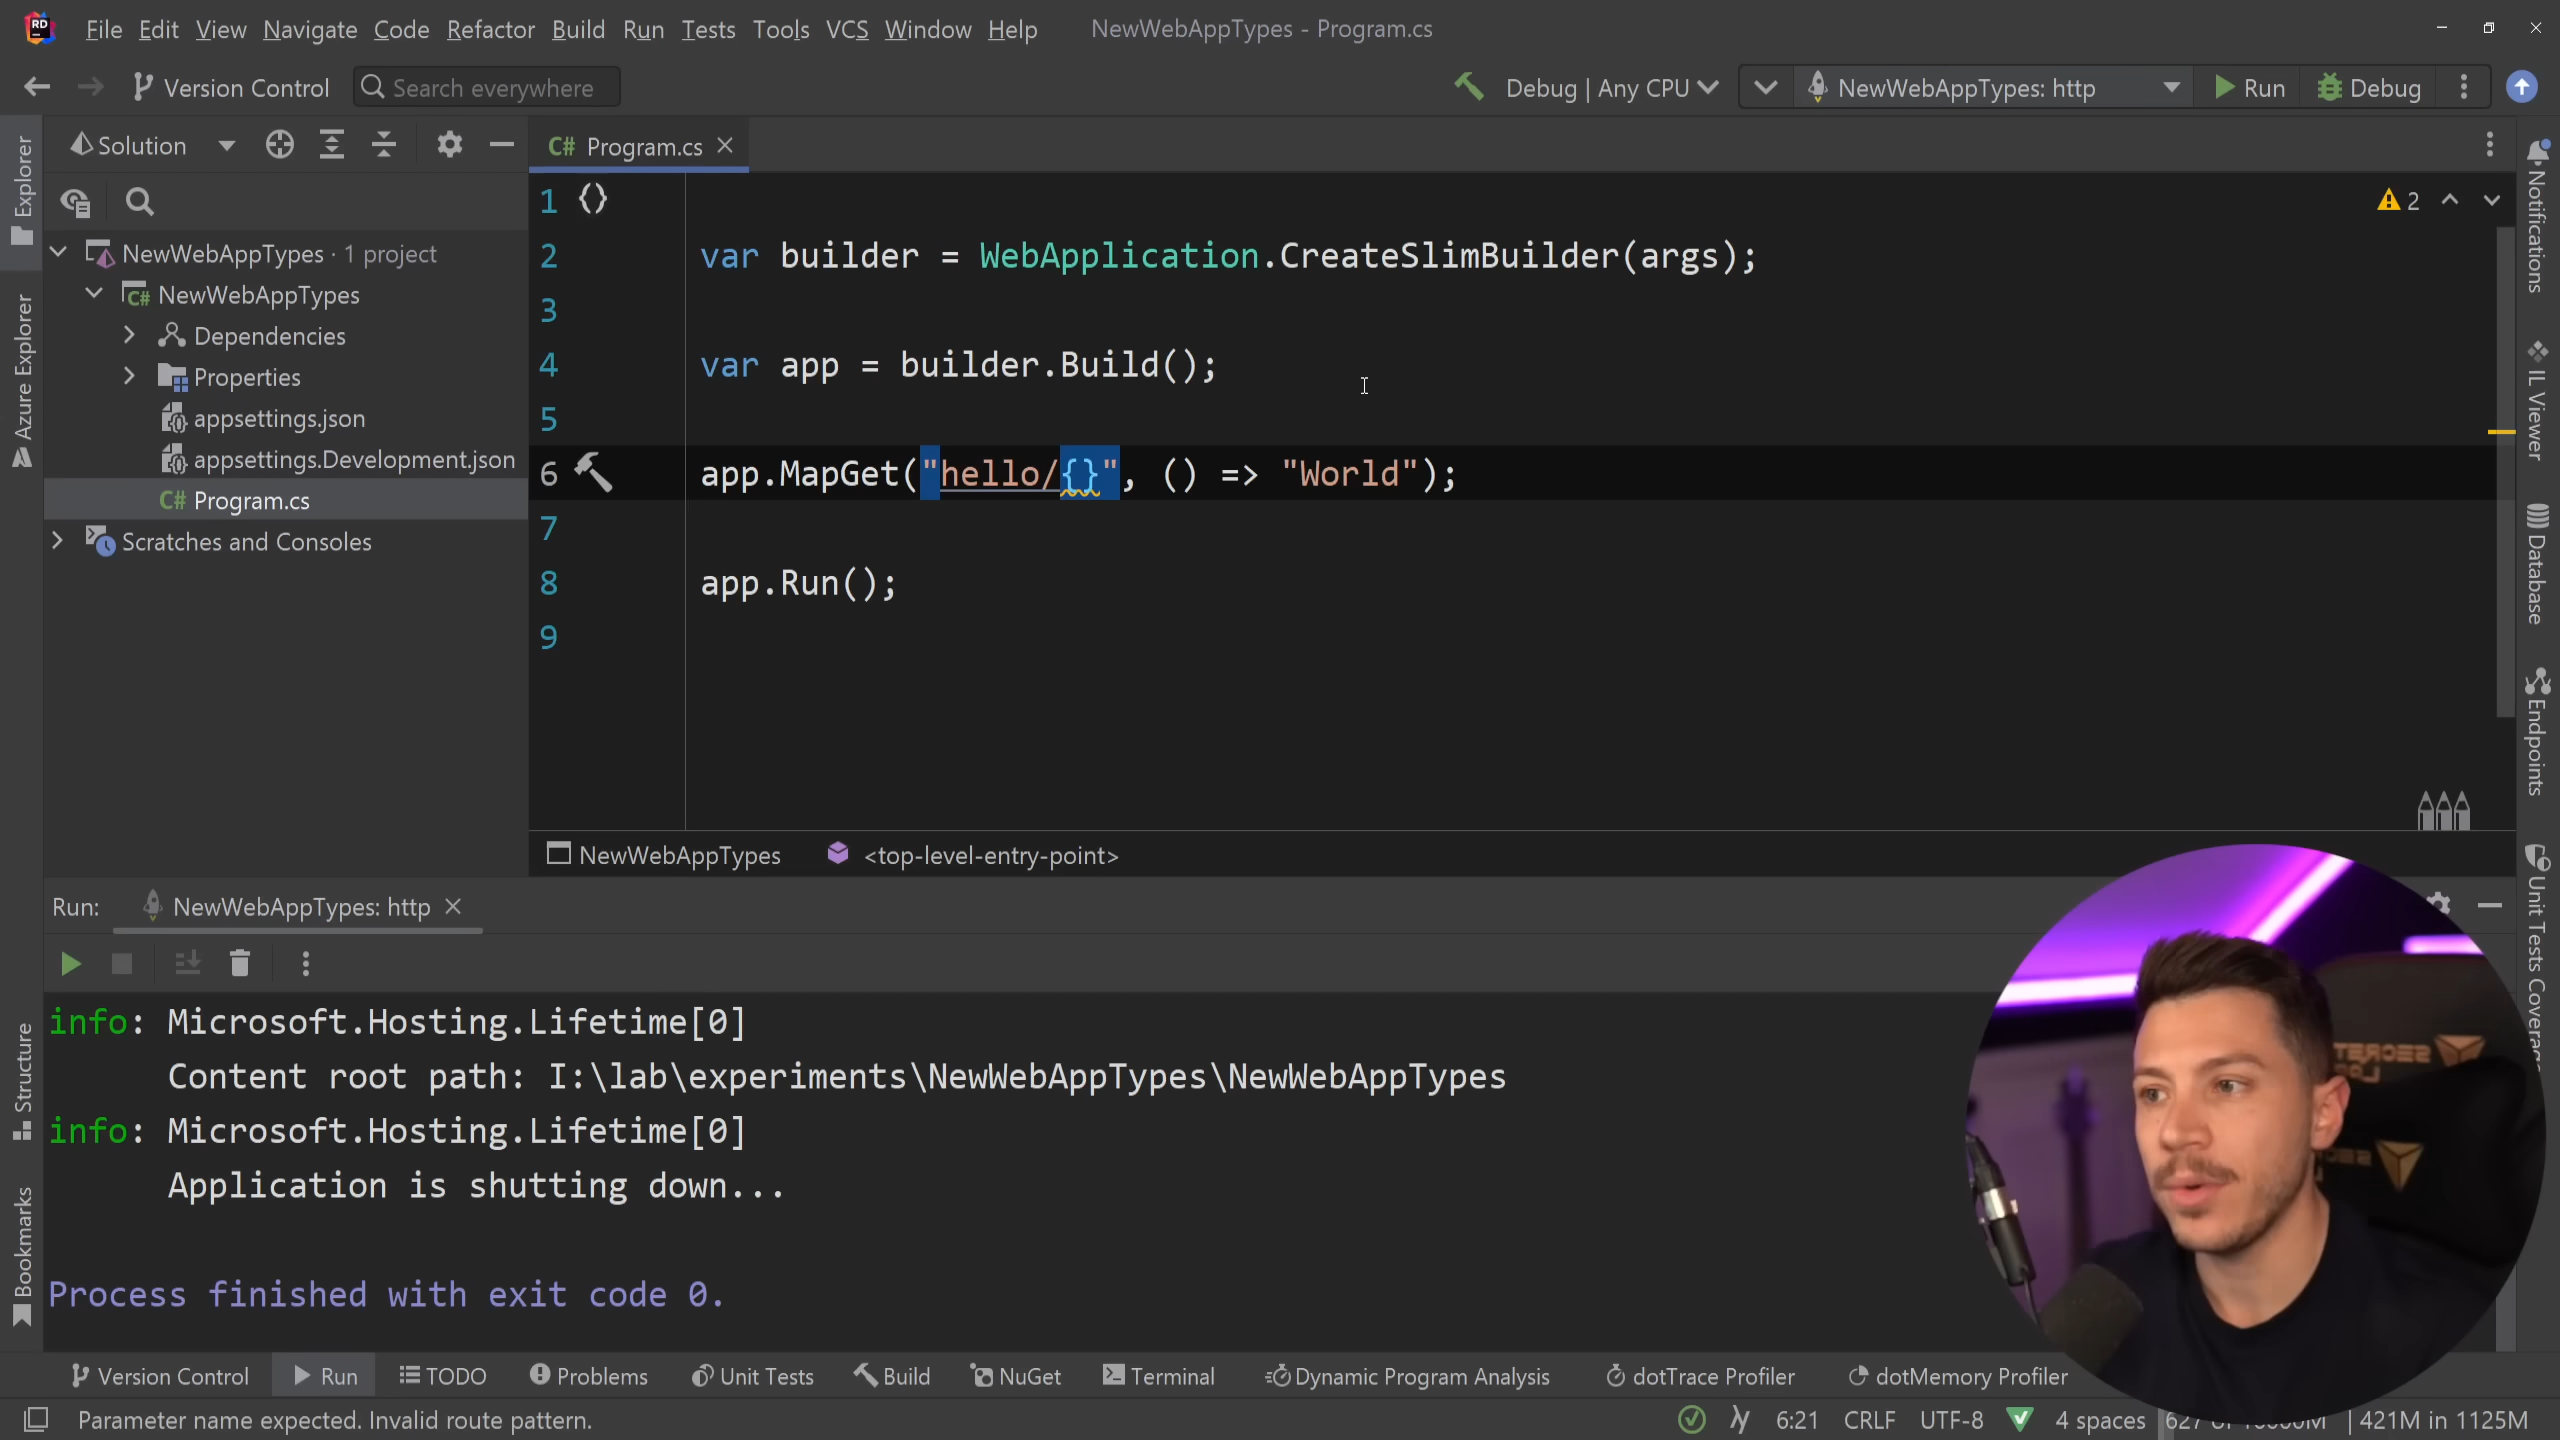 File Edit View Navigate Code Refactor Build Run Tests Tools VCS Window Help NewWebAppTypes - Program.cs
Version Control Search everywhere Debug | Any CPU NewWebAppTypes: http Run Debug
Explorer
Azure Explorer
Structure
Bookmarks
Solution
NewWebAppTypes · 1 project
NewWebAppTypes
Dependencies
Properties
appsettings.json
appsettings.Development.json
Program.cs
Scratches and Consoles
C# Program.cs
2
1
2 var builder = WebApplication.CreateSlimBuilder(args);
3
4 var app = builder.Build();
5
6 app.MapGet("hello/{}", () => "World");
7
8 app.Run();
9
NewWebAppTypes <top-level-entry-point>
Notifications
IL Viewer
Database
Endpoints
Unit Tests Coverage
Run: NewWebAppTypes: http
info: Microsoft.Hosting.Lifetime[0]
Content root path: I:\lab\experiments\NewWebAppTypes\NewWebAppTypes
info: Microsoft.Hosting.Lifetime[0]
Application is shutting down...
Process finished with exit code 0.
Version Control Run TODO Problems Unit Tests Build NuGet Terminal Dynamic Program Analysis dotTrace Profiler dotMemory Profiler
Parameter name expected. Invalid route pattern. 6:21 CRLF UTF-8 4 spaces 421M in 1125M